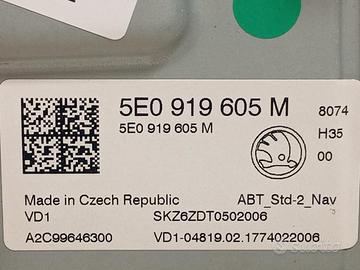 5E0 919 605 M 8074
5E0 919 605 M H35
00
Made in Czech Republic ABT_Std-2_Nav
VD1 SKZ6ZDT0502006
A2C99646300 VD1-04819.02.1774022006
subito